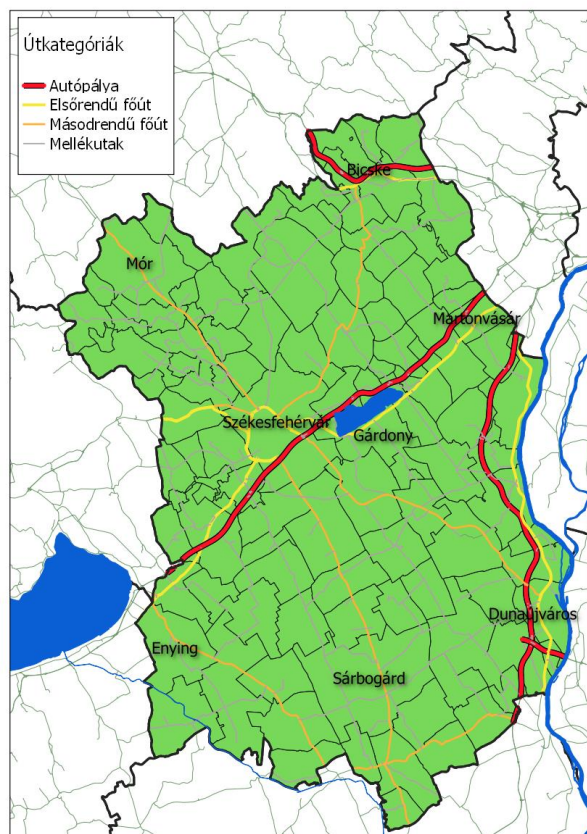 Útkategóriák
Autópálya
Elsőrendű főút
Másodrendű főút
Mellékutak
Bicske
Mór
Martonvásár
Székesfehérvár
Gárdony
Dunaújváros
Enying
Sárbogárd